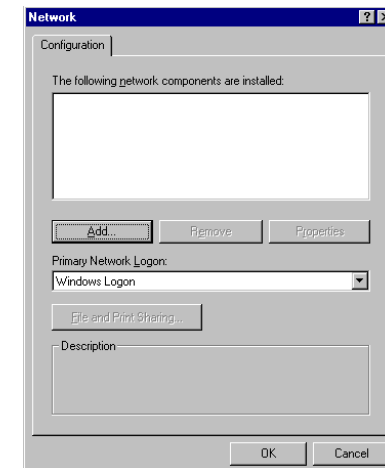 Network
Configuration
The following network components are installed:
Add... Remove Properties
Primary Network Logon:
Windows Logon
File and Print Sharing...
Description
OK Cancel